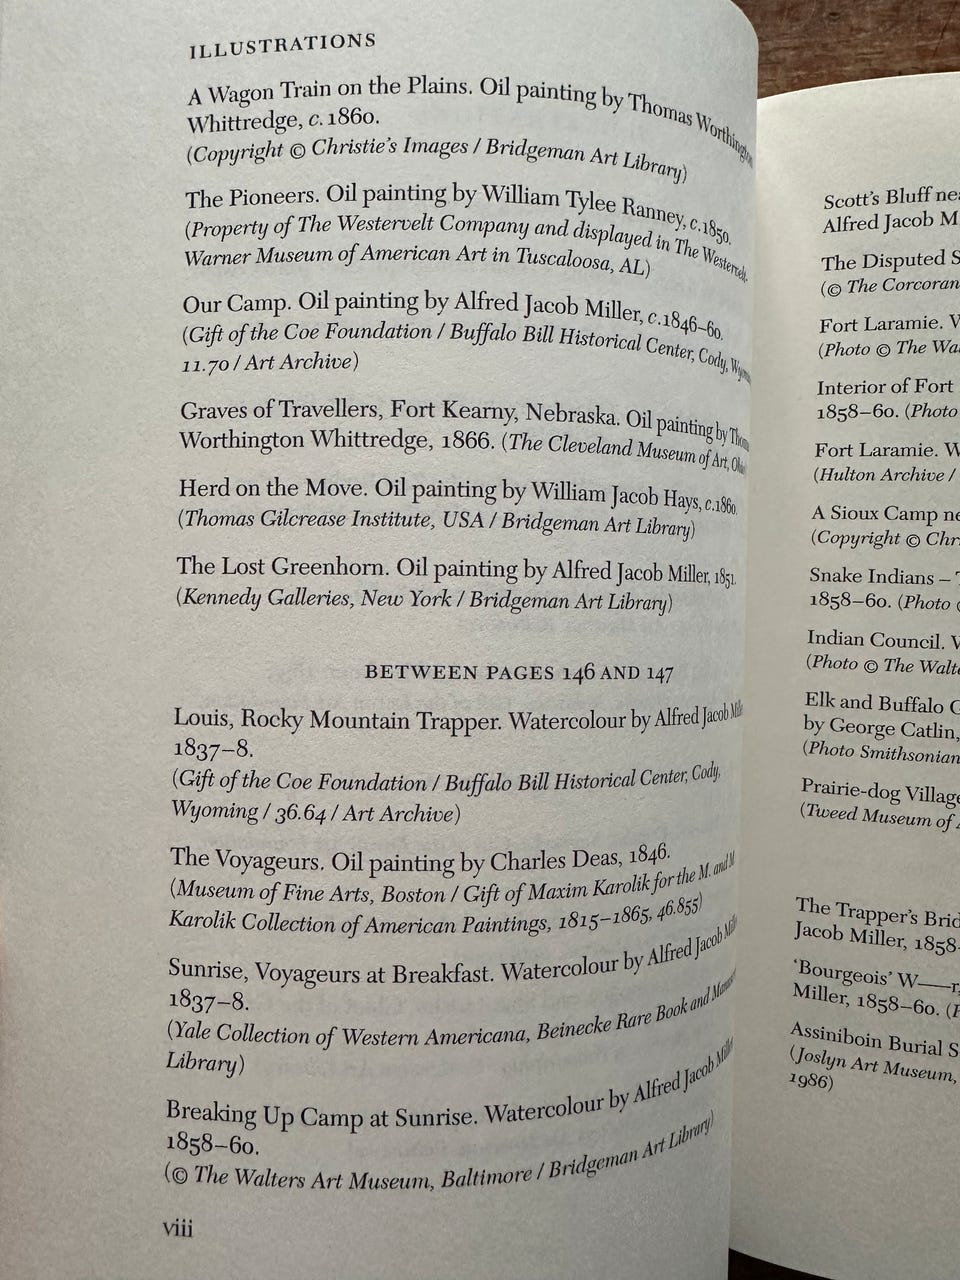 ILLUSTRATIONS
A Wagon Train on the Plains. Oil painting by Thomas Worthington
Whittredge, c. 1860.
(Copyright © Christie's Images / Bridgeman Art Library)
The Pioneers. Oil painting by William Tylee Ranney, c.1850.
(Property of The Westervelt Company and displayed in The Westervelt-
Warner Museum of American Art in Tuscaloosa, AL)
Our Camp. Oil painting by Alfred Jacob Miller, c.1846–60.
(Gift of the Coe Foundation / Buffalo Bill Historical Center, Cody, Wyoming
11.70 / Art Archive)
Graves of Travellers, Fort Kearny, Nebraska. Oil painting by Thomas
Worthington Whittredge, 1866. (The Cleveland Museum of Art, Ohio)
Herd on the Move. Oil painting by William Jacob Hays, c.1860.
(Thomas Gilcrease Institute, USA / Bridgeman Art Library)
The Lost Greenhorn. Oil painting by Alfred Jacob Miller, 1851.
(Kennedy Galleries, New York / Bridgeman Art Library)
BETWEEN PAGES 146 AND 147
Louis, Rocky Mountain Trapper. Watercolour by Alfred Jacob
1837–8.
(Gift of the Coe Foundation / Buffalo Bill Historical Center, Cody,
Wyoming / 36.64 / Art Archive)
The Voyageurs. Oil painting by Charles Deas, 1846.
(Museum of Fine Arts, Boston / Gift of Maxim Karolik for the M. and M
Karolik Collection of American Paintings, 1815–1865, 46.855)
Sunrise, Voyageurs at Breakfast. Watercolour by Alfred Jacob
1837–8.
(Yale Collection of Western Americana, Beinecke Rare Book and
Library)
Breaking Up Camp at Sunrise. Watercolour by Alfred Jacob
1858–60.
(© The Walters Art Museum, Baltimore / Bridgeman Art Library)
viii
Scott's Bluff
Alfred Jacob M
The Disputed S
(© The Corcoran
Fort Laramie. W
(Photo © The Wa
Interior of Fort
1858–60. (Photo
Fort Laramie. W
(Hulton Archive /
A Sioux Camp ne
(Copyright © Chr
Snake Indians –
1858–60. (Photo
Indian Council. W
(Photo © The Walt
Elk and Buffalo G
by George Catlin,
(Photo Smithsonian
Prairie-dog Village
(Tweed Museum of
The Trapper's Brid
Jacob Miller, 1858
'Bourgeois' W—r,
Miller, 1858–60.
Assiniboin Burial S
(Joslyn Art Museum,
1986)